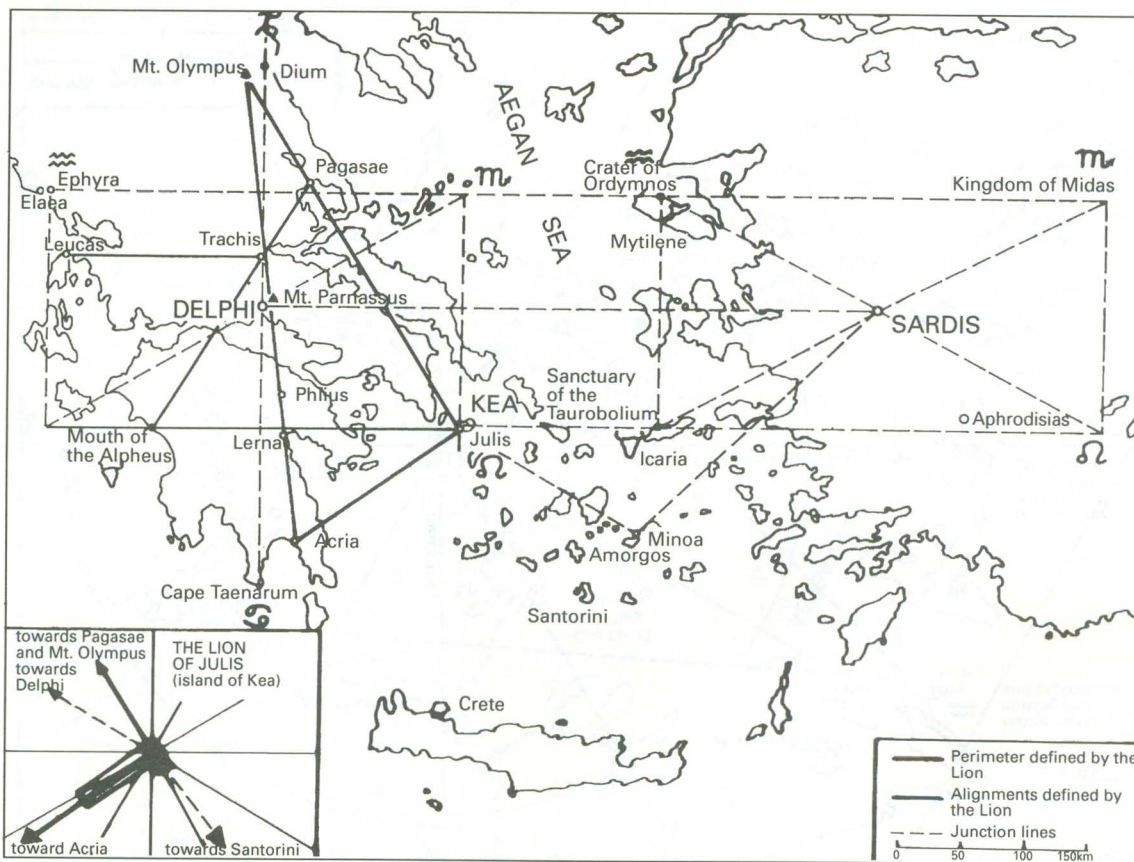 Mt. Olympus
Dium
AEGAN
SEA
Pagasae
♏
♒
Crater of
Ordymnos
♏
Kingdom of Midas
♒
Ephyra
Elaea
Leucas
Trachis
Mytilene
DELPHI
Mt. Parnassus
SARDIS
Phlius
KEA
Sanctuary
of the
Taurobolium
Aphrodisias
Mouth of
the Alpheus
Lerna
Julis
♌
Icaria
♌
Acria
Minoa
Amorgos
Cape Taenarum
♋
Santorini
Crete
towards Pagasae
and Mt. Olympus
towards
Delphi
THE LION
OF JULIS
(island of Kea)
toward Acria
towards Santorini
Perimeter defined by the
Lion
Alignments defined by
the Lion
Junction lines
0 50 100 150km